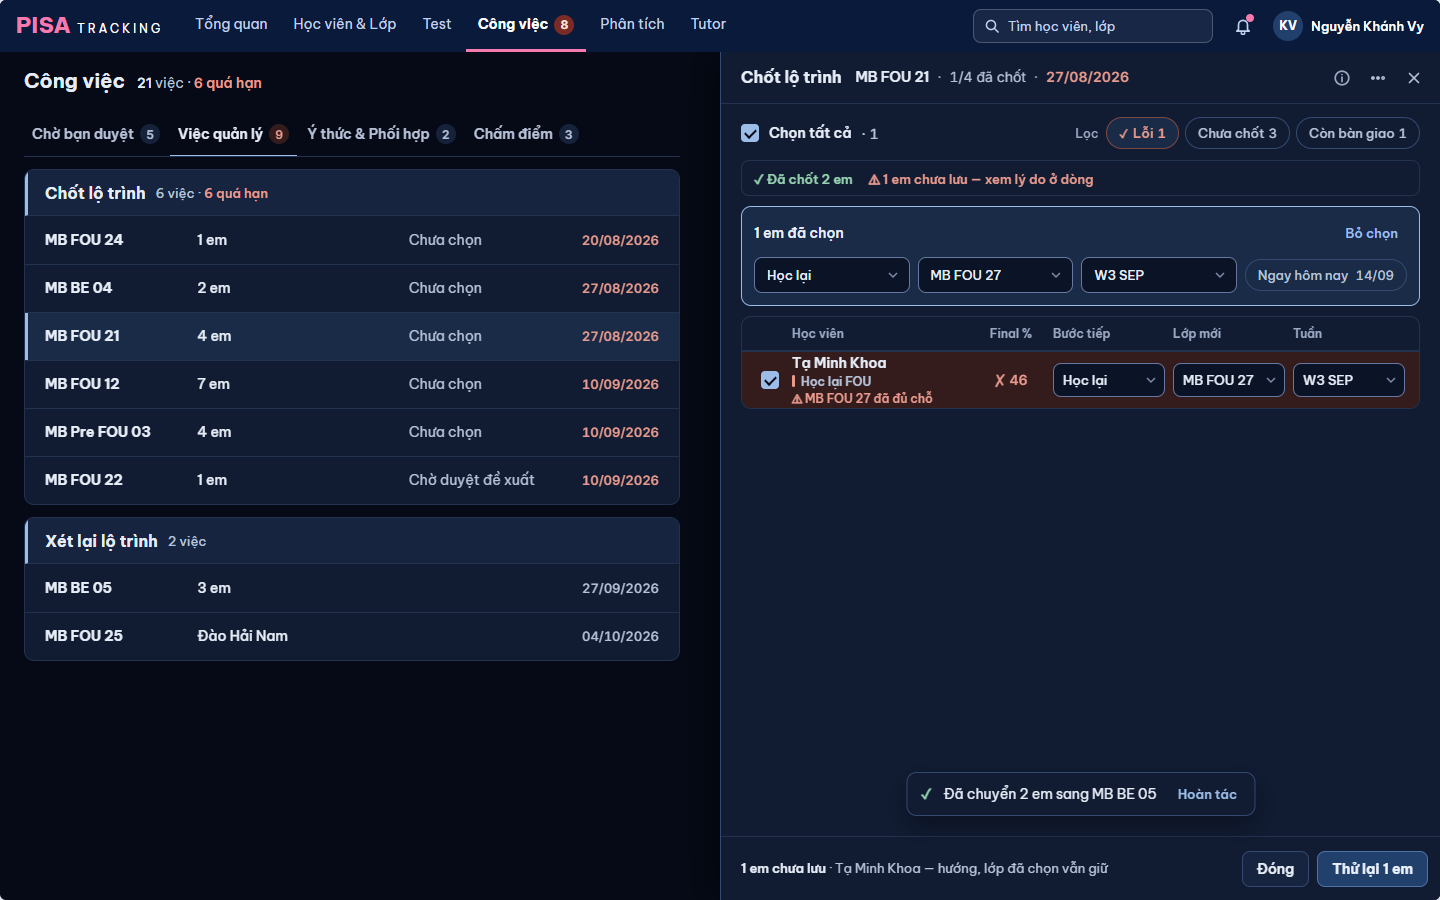 PISA TRACKING
Tổng quan
Học viên & Lớp
Test
Công việc 8
Phân tích
Tutor
Tìm học viên, lớp
KV Nguyễn Khánh Vy
Công việc 21 việc · 6 quá hạn
Chờ bạn duyệt 5
Việc quản lý 9
Ý thức & Phối hợp 2
Chấm điểm 3
Chốt lộ trình 6 việc · 6 quá hạn
MB FOU 24 1 em Chưa chọn 20/08/2026
MB BE 04 2 em Chưa chọn 27/08/2026
MB FOU 21 4 em Chưa chọn 27/08/2026
MB FOU 12 7 em Chưa chọn 10/09/2026
MB Pre FOU 03 4 em Chưa chọn 10/09/2026
MB FOU 22 1 em Chờ duyệt đề xuất 10/09/2026
Xét lại lộ trình 2 việc
MB BE 05 3 em 27/09/2026
MB FOU 25 Đào Hải Nam 04/10/2026
Chốt lộ trình MB FOU 21 · 1/4 đã chốt · 27/08/2026
Chọn tất cả · 1
Lọc ✓ Lỗi 1 Chưa chốt 3 Còn bàn giao 1
✓ Đã chốt 2 em ⚠ 1 em chưa lưu — xem lý do ở dòng
1 em đã chọn Bỏ chọn
Học lại MB FOU 27 W3 SEP Ngay hôm nay 14/09
Học viên Final % Bước tiếp Lớp mới Tuần
Tạ Minh Khoa
Học lại FOU
⚠ MB FOU 27 đã đủ chỗ
✗ 46 Học lại MB FOU 27 W3 SEP
✓ Đã chuyển 2 em sang MB BE 05 Hoàn tác
1 em chưa lưu · Tạ Minh Khoa — hướng, lớp đã chọn vẫn giữ
Đóng
Thử lại 1 em